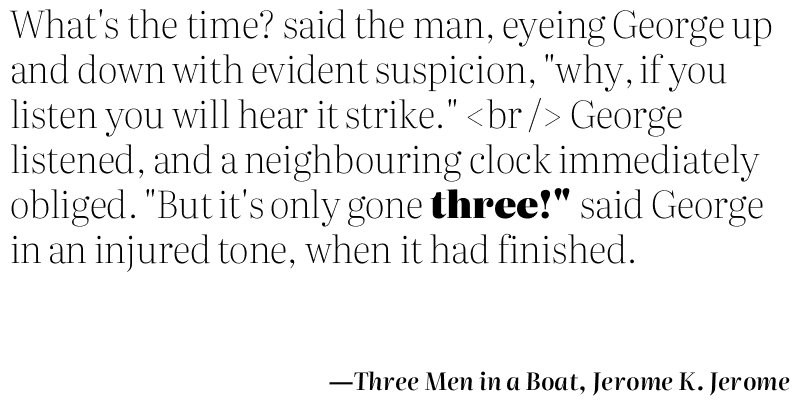 What's the time? said the man, eyeing George up
and down with evident suspicion, "why, if you
listen you will hear it strike." <br /> George
listened, and a neighbouring clock immediately
obliged. "But it's only gone three!" said George
in an injured tone, when it had finished.
—Three Men in a Boat, Jerome K. Jerome